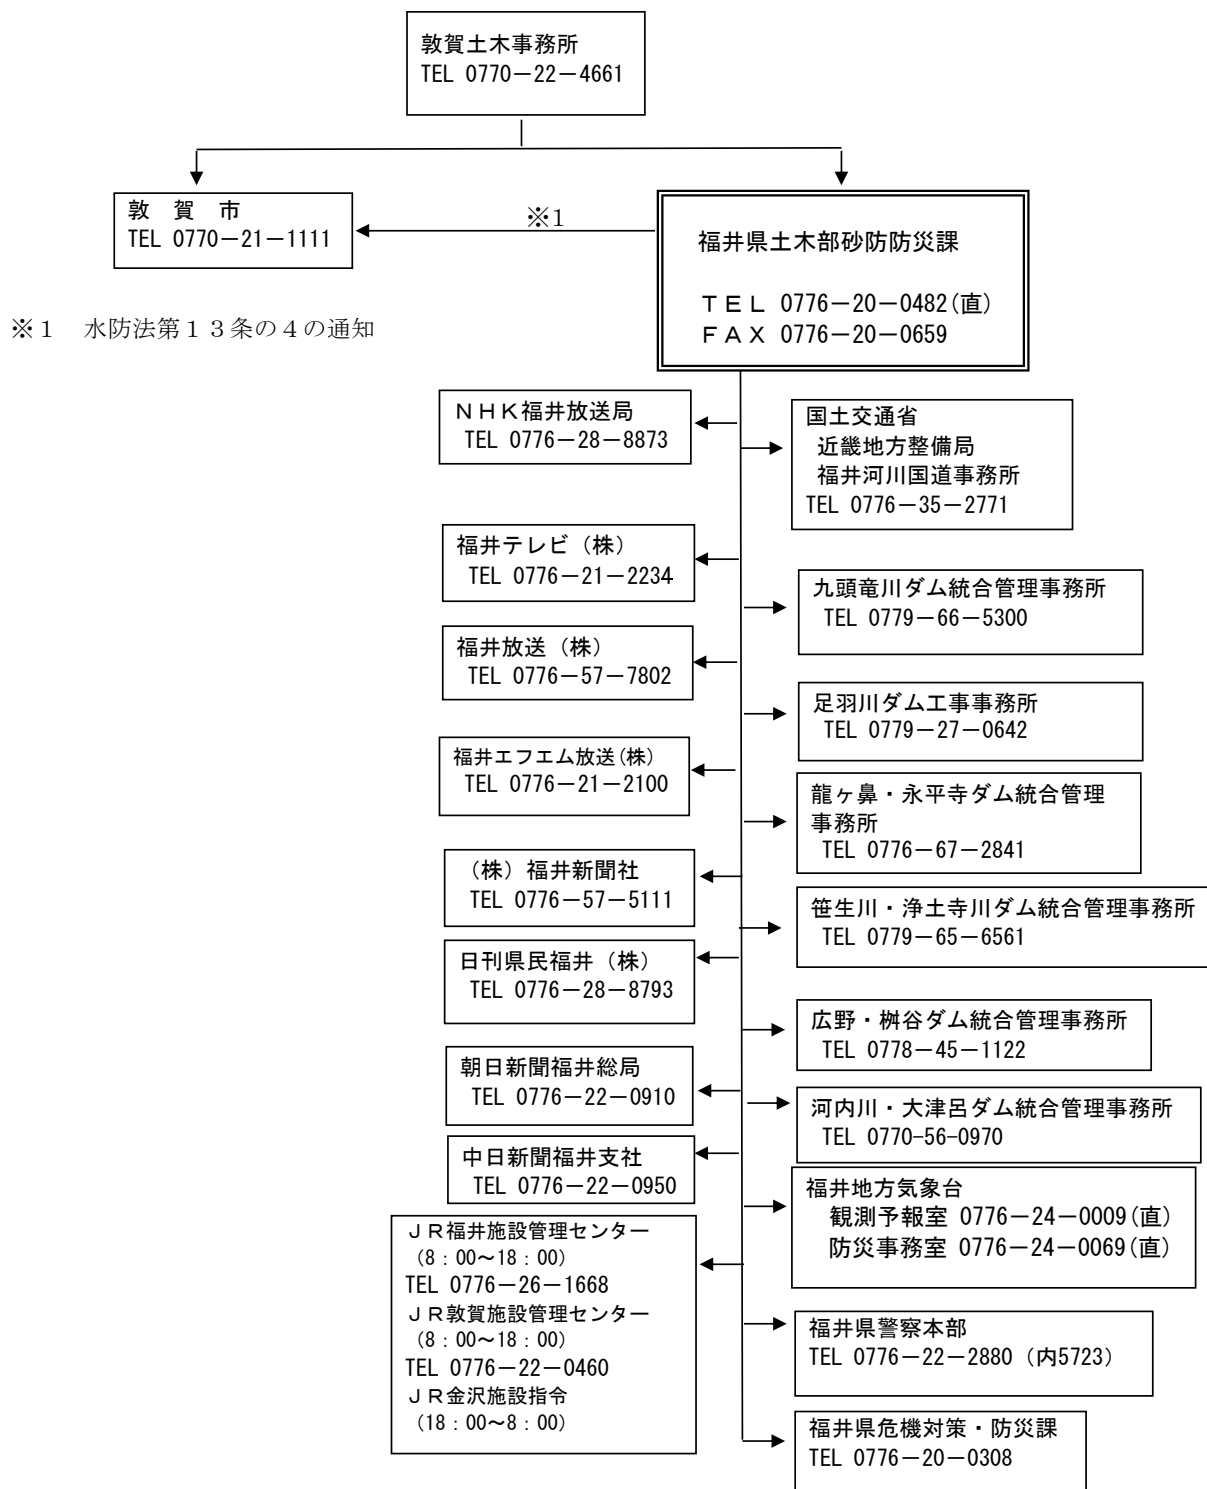 敦賀土木事務所
TEL 0770－22－4661
敦　賀　市
TEL 0770－21－1111
※1
福井県土木部砂防防災課
ＴＥＬ 0776－20－0482(直)
ＦＡＸ 0776－20－0659
※１　水防法第１３条の４の通知
ＮＨＫ福井放送局
TEL 0776－28－8873
福井テレビ（株）
TEL 0776－21－2234
福井放送（株）
TEL 0776－57－7802
福井エフエム放送(株)
TEL 0776－21－2100
（株）福井新聞社
TEL 0776－57－5111
日刊県民福井（株）
TEL 0776－28－8793
朝日新聞福井総局
TEL 0776－22－0910
中日新聞福井支社
TEL 0776－22－0950
ＪＲ福井施設管理センター
(8：00～18：00)
TEL 0776－26－1668
ＪＲ敦賀施設管理センター
(8：00～18：00)
TEL 0776－22－0460
ＪＲ金沢施設指令
(18：00～8：00)
国土交通省
近畿地方整備局
福井河川国道事務所
TEL 0776－35－2771
九頭竜川ダム統合管理事務所
TEL 0779－66－5300
足羽川ダム工事事務所
TEL 0779－27－0642
龍ヶ鼻・永平寺ダム統合管理
事務所
TEL 0776－67－2841
笹生川・浄土寺川ダム統合管理事務所
TEL 0779－65－6561
広野・桝谷ダム統合管理事務所
TEL 0778－45－1122
河内川・大津呂ダム統合管理事務所
TEL 0770-56-0970
福井地方気象台
観測予報室 0776－24－0009(直)
防災事務室 0776－24－0069(直)
福井県警察本部
TEL 0776－22－2880（内5723）
福井県危機対策・防災課
TEL 0776－20－0308